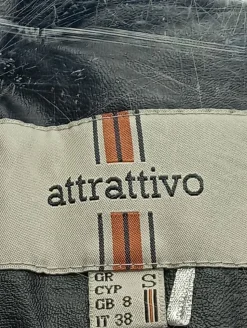 attrattivo
GR S
CYP
GB 8
IT 38